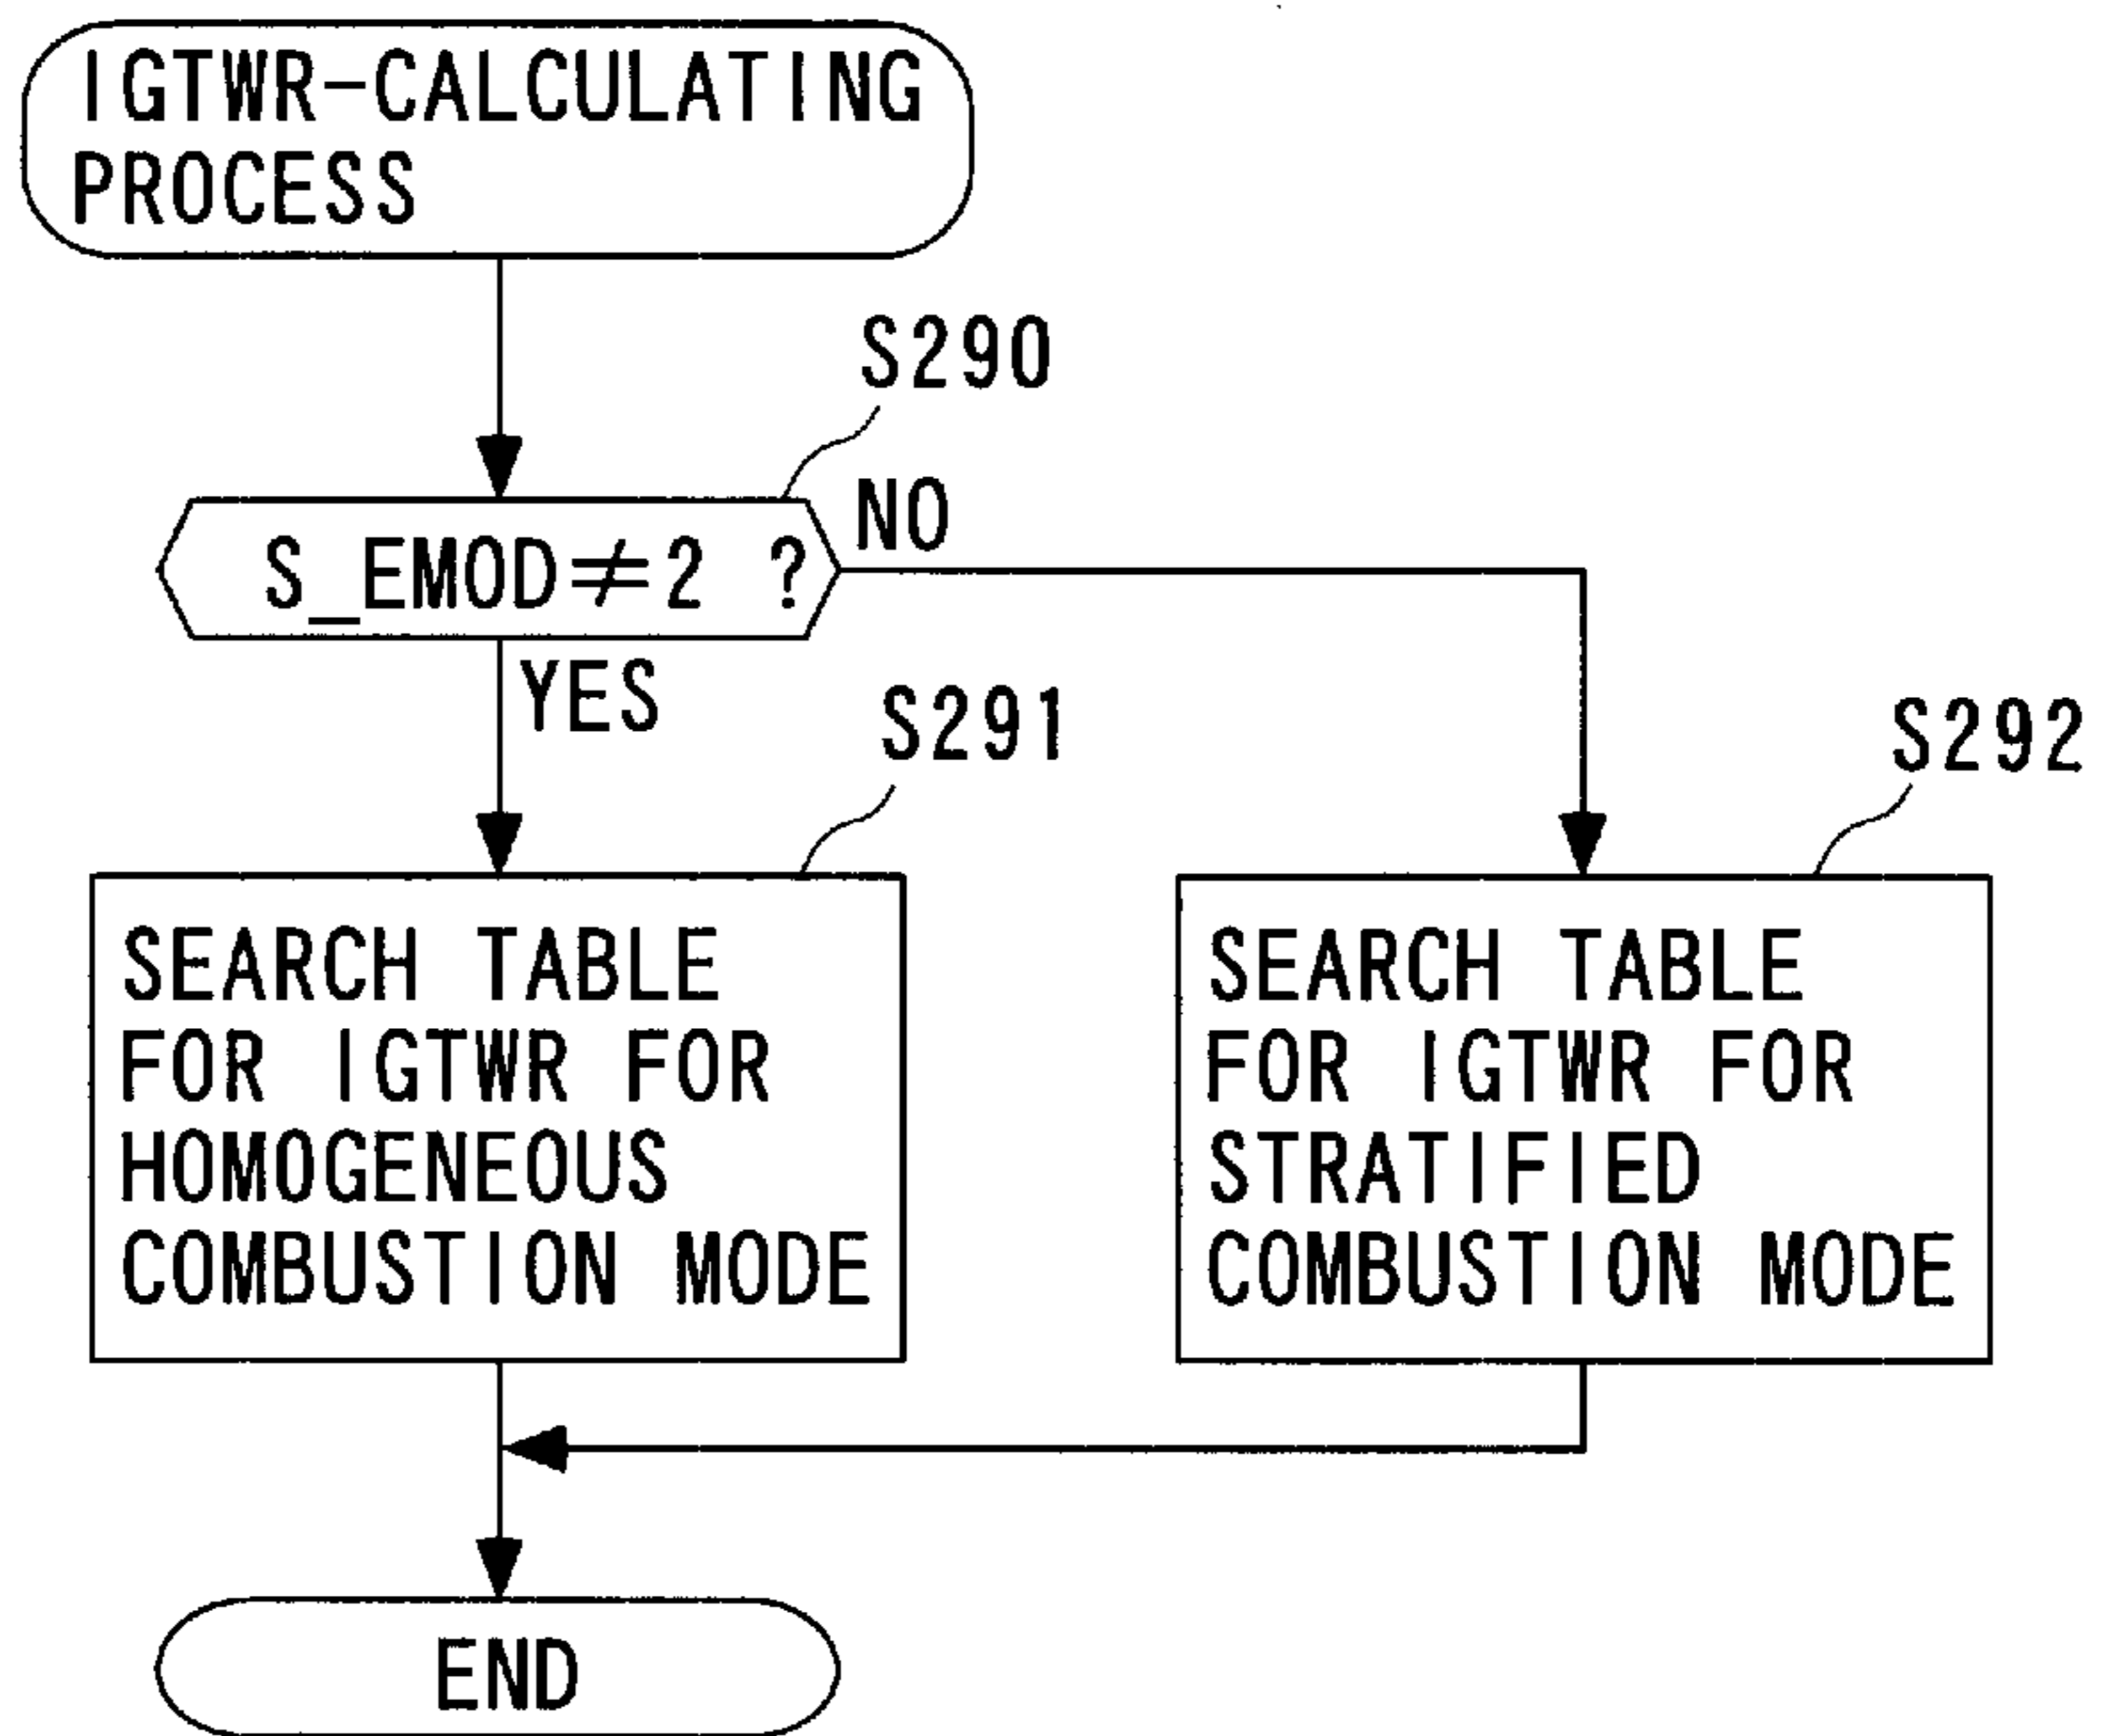 IGTWR-CALCULATING
PROCESS
S290
S_EMOD≠2 ?
NO
YES
S291
S292
SEARCH TABLE
FOR IGTWR FOR
HOMOGENEOUS
COMBUSTION MODE
SEARCH TABLE
FOR IGTWR FOR
STRATIFIED
COMBUSTION MODE
END